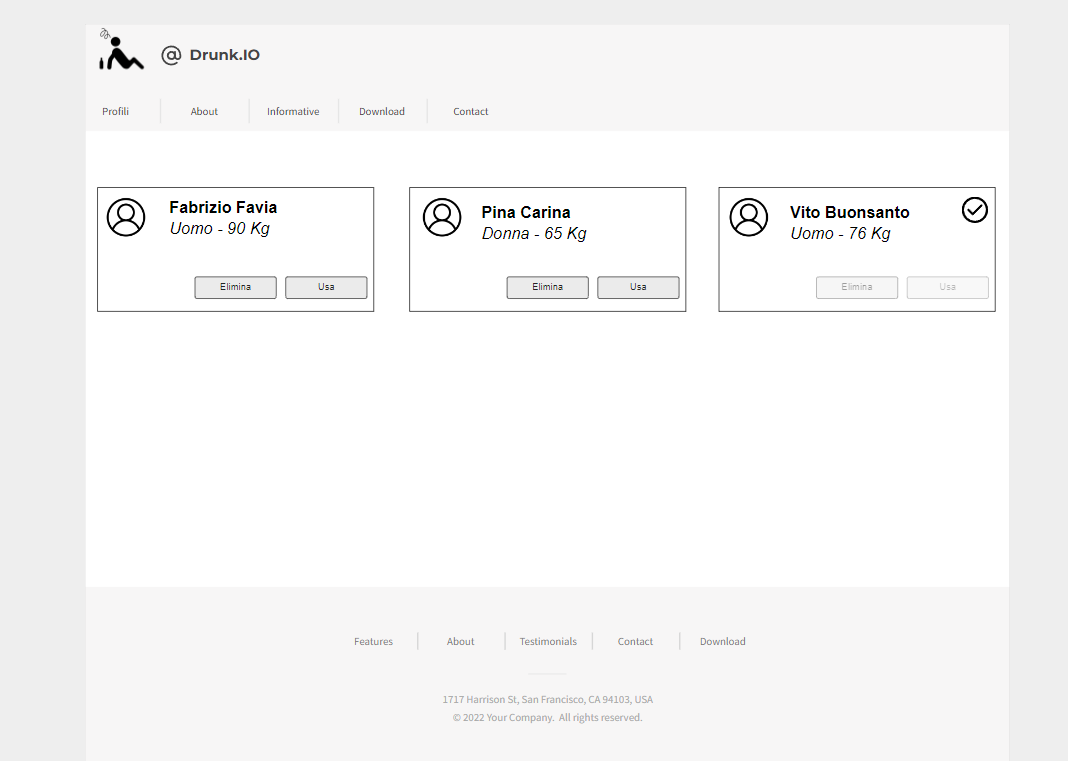 @ Drunk.IO
Profili
About
Informative
Download
Contact
Fabrizio Favia
Uomo - 90 Kg
Elimina
Usa
Pina Carina
Donna - 65 Kg
Elimina
Usa
Vito Buonsanto
Uomo - 76 Kg
Elimina
Usa
Features
About
Testimonials
Contact
Download
1717 Harrison St, San Francisco, CA 94103, USA
© 2022 Your Company. All rights reserved.